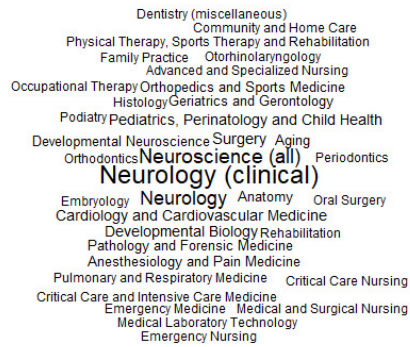 Dentistry (miscellaneous)
Community and Home Care
Physical Therapy, Sports Therapy and Rehabilitation
Family Practice Otorhinolaryngology
Advanced and Specialized Nursing
Occupational Therapy Orthopedics and Sports Medicine
Histology Geriatrics and Gerontology
Podiatry Pediatrics, Perinatology and Child Health
Developmental Neuroscience Surgery Aging
Orthodontics Neuroscience (all) Periodontics
Neurology (clinical)
Embryology Neurology Anatomy Oral Surgery
Cardiology and Cardiovascular Medicine
Developmental Biology Rehabilitation
Pathology and Forensic Medicine
Anesthesiology and Pain Medicine
Pulmonary and Respiratory Medicine Critical Care Nursing
Critical Care and Intensive Care Medicine
Emergency Medicine Medical and Surgical Nursing
Medical Laboratory Technology
Emergency Nursing